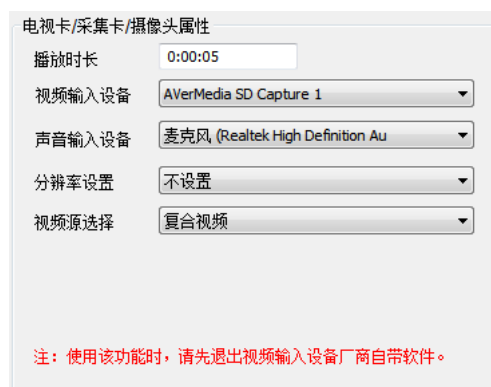 电视卡/采集卡/摄像头属性
播放时长 0:00:05
视频输入设备 AVerMedia SD Capture 1
声音输入设备 麦克风 (Realtek High Definition Au
分辨率设置 不设置
视频源选择 复合视频
注：使用该功能时，请先退出视频输入设备厂商自带软件。